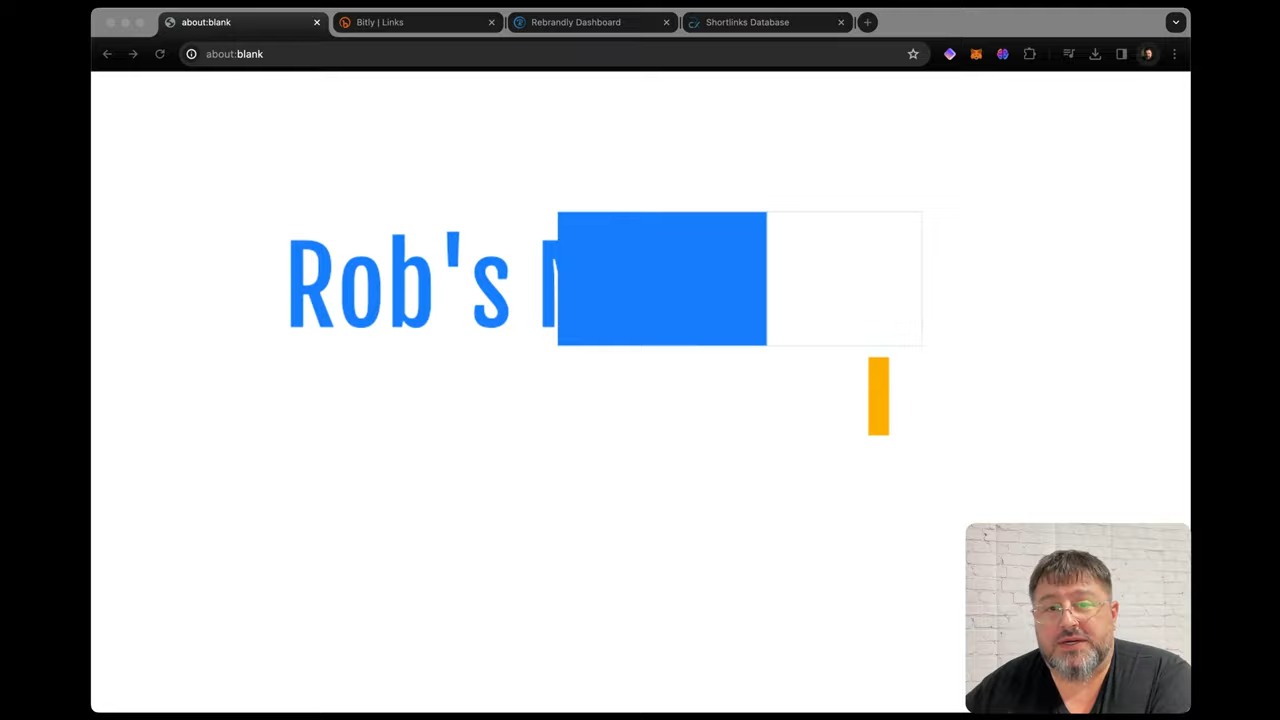 about:blank
Bitly | Links
Rebrandly Dashboard
Shortlinks Database
about:blank
Rob's